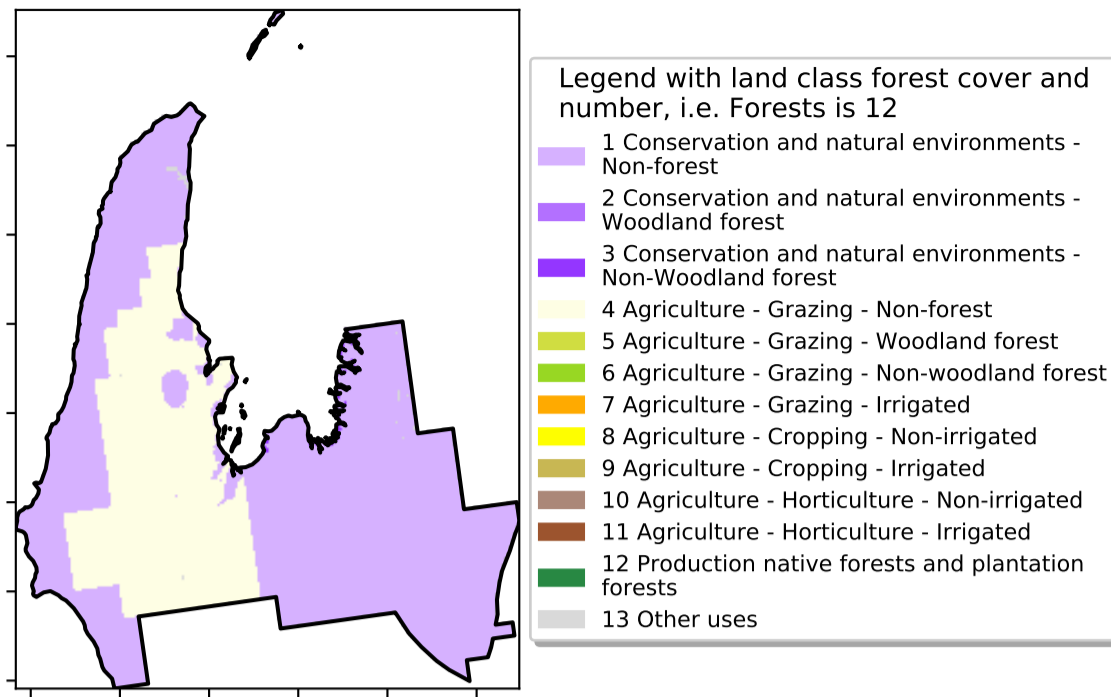 Legend with land class forest cover and
number, i.e. Forests is 12
1 Conservation and natural environments -
Non-forest
2 Conservation and natural environments -
Woodland forest
3 Conservation and natural environments -
Non-Woodland forest
4 Agriculture - Grazing - Non-forest
5 Agriculture - Grazing - Woodland forest
6 Agriculture - Grazing - Non-woodland forest
7 Agriculture - Grazing - Irrigated
8 Agriculture - Cropping - Non-irrigated
9 Agriculture - Cropping - Irrigated
10 Agriculture - Horticulture - Non-irrigated
11 Agriculture - Horticulture - Irrigated
12 Production native forests and plantation
forests
13 Other uses